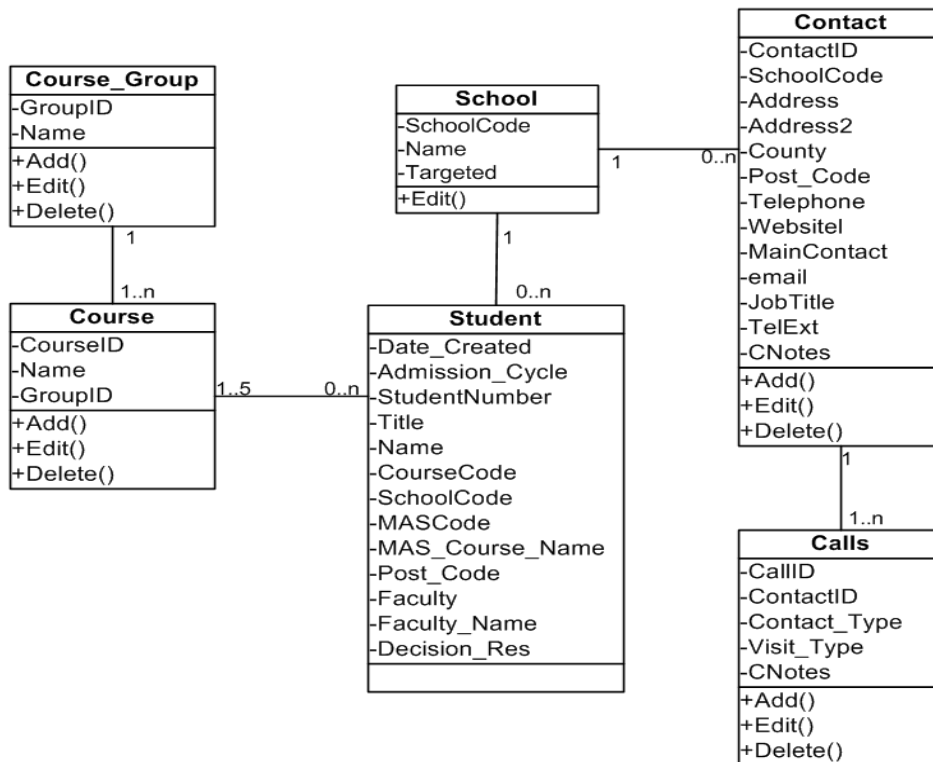 Course_Group
-GroupID
-Name
+Add()
+Edit()
+Delete()
1
1..n
Course
-CourseID
-Name
-GroupID
+Add()
+Edit()
+Delete()
1..5
0..n
School
-SchoolCode
-Name
-Targeted
+Edit()
1
0..n
1
0..n
Student
-Date_Created
-Admission_Cycle
-StudentNumber
-Title
-Name
-CourseCode
-SchoolCode
-MASCode
-MAS_Course_Name
-Post_Code
-Faculty
-Faculty_Name
-Decision_Res
Contact
-ContactID
-SchoolCode
-Address
-Address2
-County
-Post_Code
-Telephone
-Websitel
-MainContact
-email
-JobTitle
-TelExt
-CNotes
+Add()
+Edit()
+Delete()
1
1..n
Calls
-CallID
-ContactID
-Contact_Type
-Visit_Type
-CNotes
+Add()
+Edit()
+Delete()